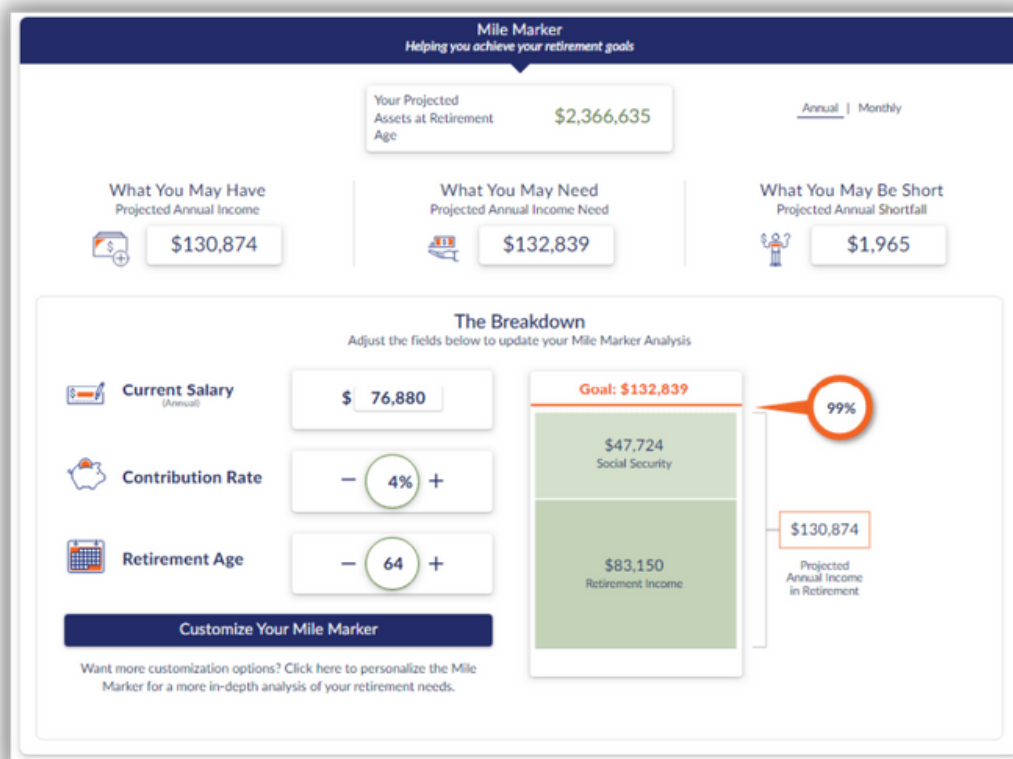 Mile Marker
Helping you achieve your retirement goals
Your Projected
Assets at Retirement
Age
$2,366,635
Annual | Monthly
What You May Have
Projected Annual Income
$130,874
What You May Need
Projected Annual Income Need
$132,839
What You May Be Short
Projected Annual Shortfall
$1,965
The Breakdown
Adjust the fields below to update your Mile Marker Analysis
Current Salary
(Annual)
$ 76,880
Contribution Rate
− 4% +
Retirement Age
− 64 +
Customize Your Mile Marker
Want more customization options? Click here to personalize the Mile
Marker for a more in-depth analysis of your retirement needs.
Goal: $132,839
99%
$47,724
Social Security
$83,150
Retirement Income
$130,874
Projected
Annual Income
in Retirement